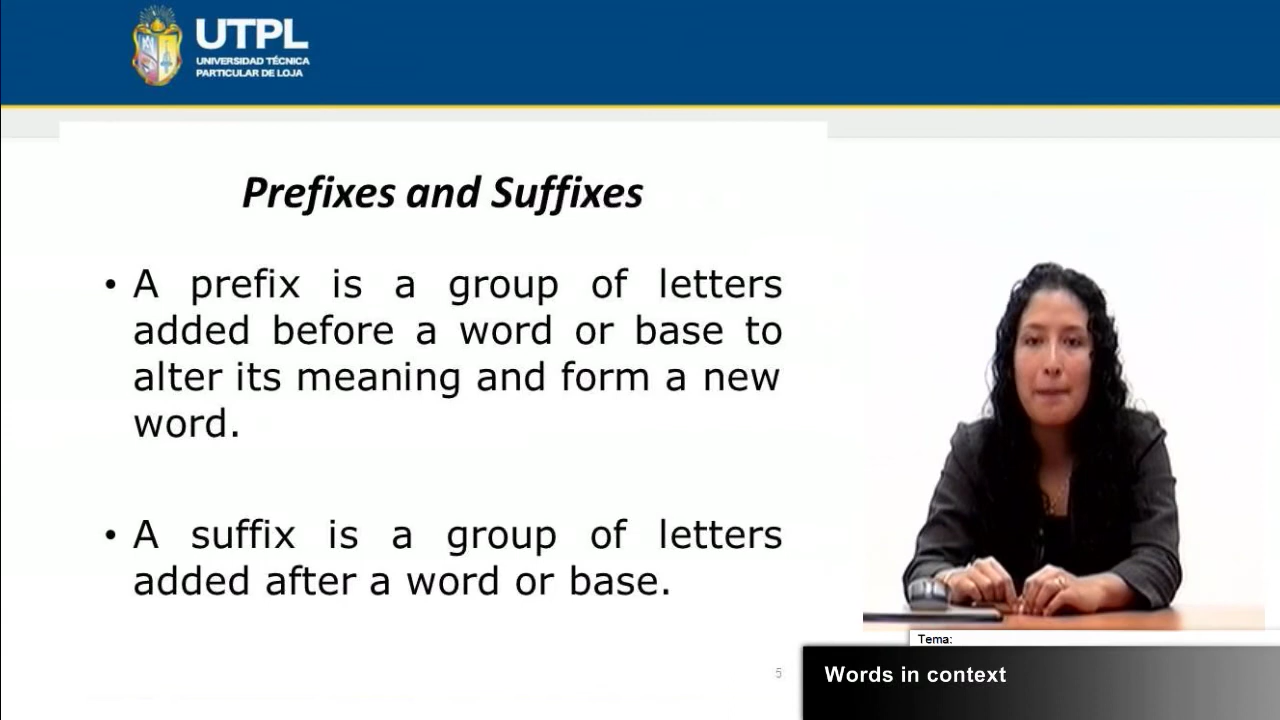 UTPL
UNIVERSIDAD TÉCNICA
PARTICULAR DE LOJA
Prefixes and Suffixes
• A prefix is a group of letters
added before a word or base to
alter its meaning and form a new
word.
• A suffix is a group of letters
added after a word or base.
5
Tema:
Words in context